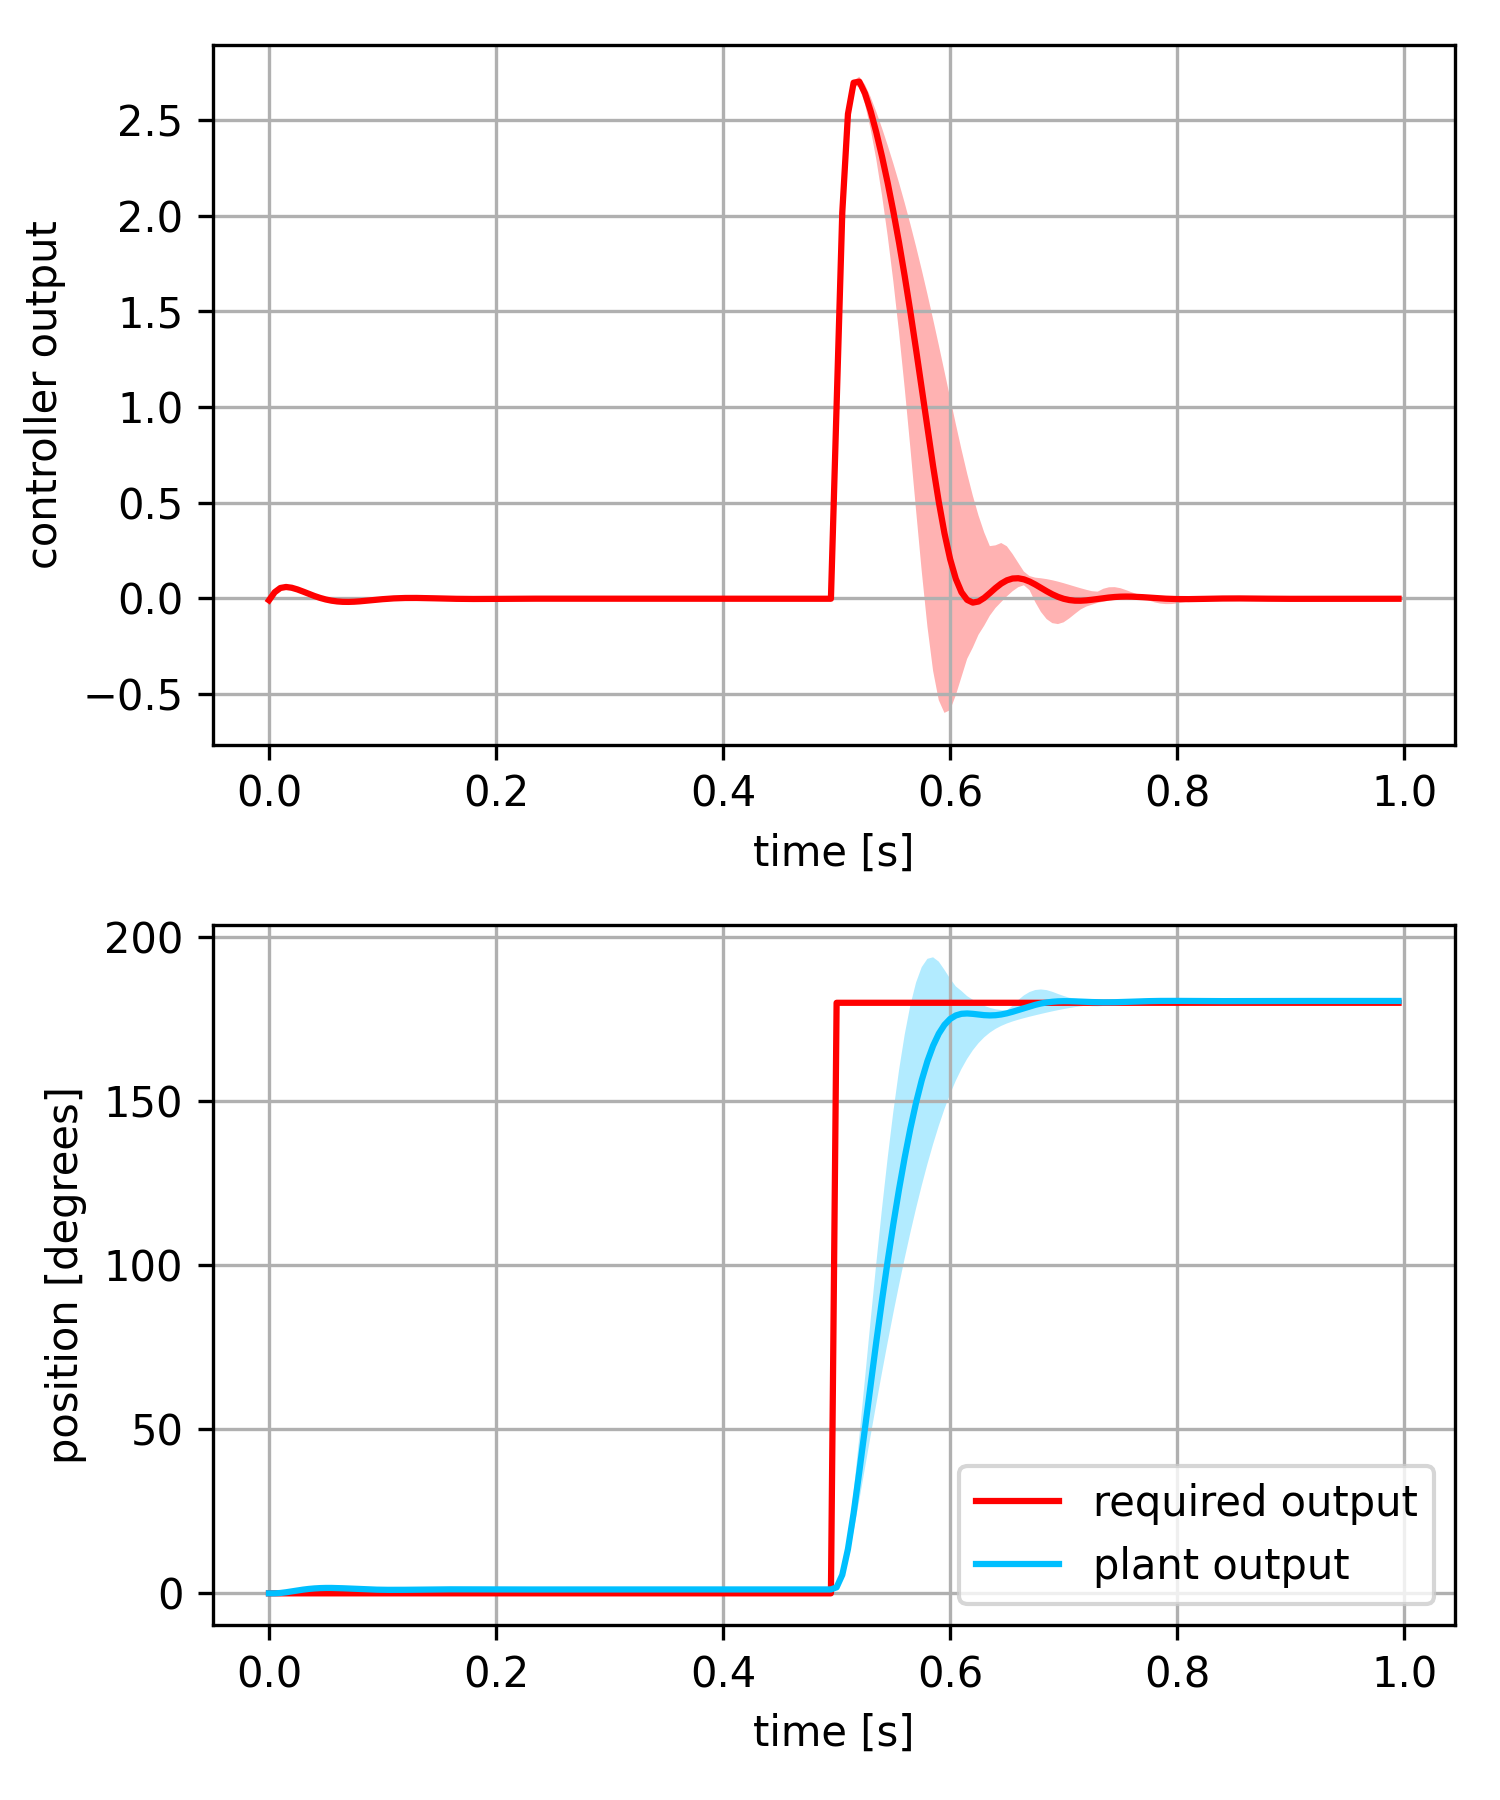 controller output
2.5
2.0
1.5
1.0
0.5
0.0
−0.5
0.0 0.2 0.4 0.6 0.8 1.0
time [s]
position [degrees]
200
150
100
50
0
required output
plant output
0.0 0.2 0.4 0.6 0.8 1.0
time [s]